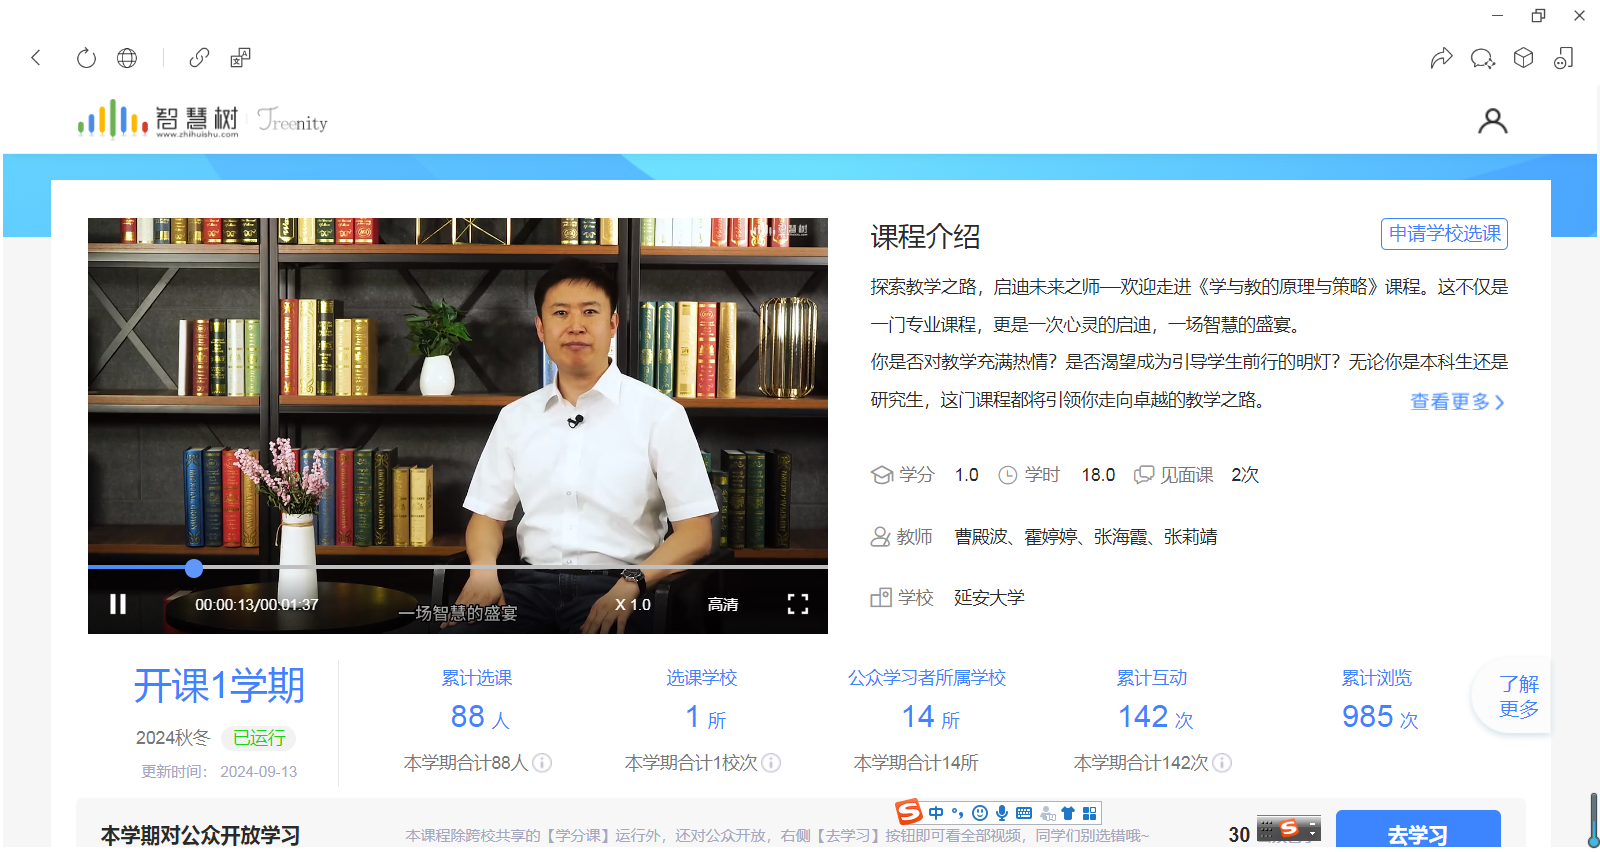 智慧树
www.zhihuishu.com
Treenity
智慧树
00:00:13/00:01:37
一场智慧的盛宴
X 1.0
高清
课程介绍
申请学校选课
探索教学之路，启迪未来之师—欢迎走进《学与教的原理与策略》课程。这不仅是
一门专业课程，更是一次心灵的启迪，一场智慧的盛宴。
你是否对教学充满热情？是否渴望成为引导学生前行的明灯？无论你是本科生还是
研究生，这门课程都将引领你走向卓越的教学之路。
查看更多
学分 1.0 学时 18.0 见面课 2次
教师 曹殿波、霍婷婷、张海霞、张莉靖
学校 延安大学
开课1学期
2024秋冬 已运行
更新时间： 2024-09-13
累计选课
88 人
本学期合计88人
选课学校
1 所
本学期合计1校次
公众学习者所属学校
14 所
本学期合计14所
累计互动
142 次
本学期合计142次
累计浏览
985 次
了解
更多
中
本学期对公众开放学习
本课程除跨校共享的【学分课】运行外，还对公众开放，右侧【去学习】按钮即可看全部视频，同学们别选错哦~
30
去学习